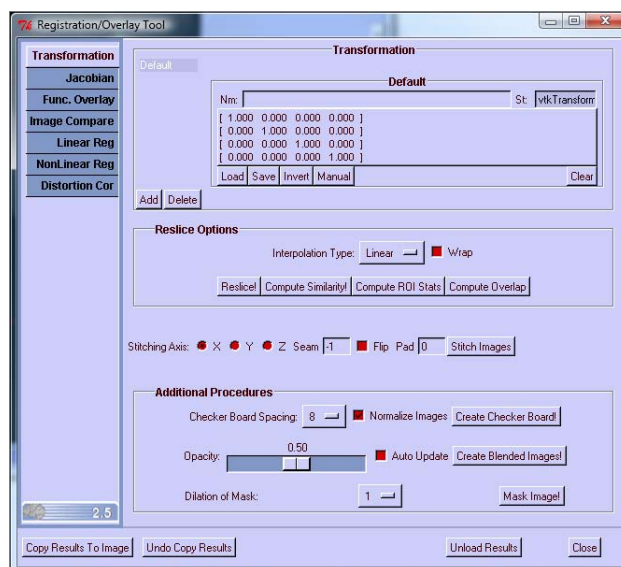 Registration/Overlay Tool
Transformation
Jacobian
Func. Overlay
Image Compare
Linear Reg
NonLinear Reg
Distortion Cor
2.5
Transformation
Default
Default
Nm: St: vtkTransform
[ 1.000 0.000 0.000 0.000 ]
[ 0.000 1.000 0.000 0.000 ]
[ 0.000 0.000 1.000 0.000 ]
[ 0.000 0.000 0.000 1.000 ]
Load Save Invert Manual Clear
Add Delete
Reslice Options
Interpolation Type: Linear Wrap
Reslice! Compute Similarity! Compute ROI Stats Compute Overlap
Stitching Axis: X Y Z Seam -1 Flip Pad 0 Stitch Images
Additional Procedures
Checker Board Spacing: 8 Normalize Images Create Checker Board!
0.50
Opacity: Auto Update Create Blended Images!
Dilation of Mask: 1 Mask Image!
Copy Results To Image Undo Copy Results Unload Results Close